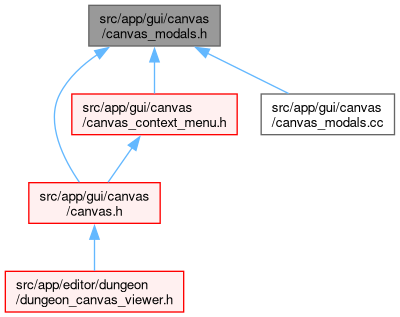 src/app/gui/canvas
/canvas_modals.h
src/app/gui/canvas
/canvas_context_menu.h
src/app/gui/canvas
/canvas_modals.cc
src/app/gui/canvas
/canvas.h
src/app/editor/dungeon
/dungeon_canvas_viewer.h